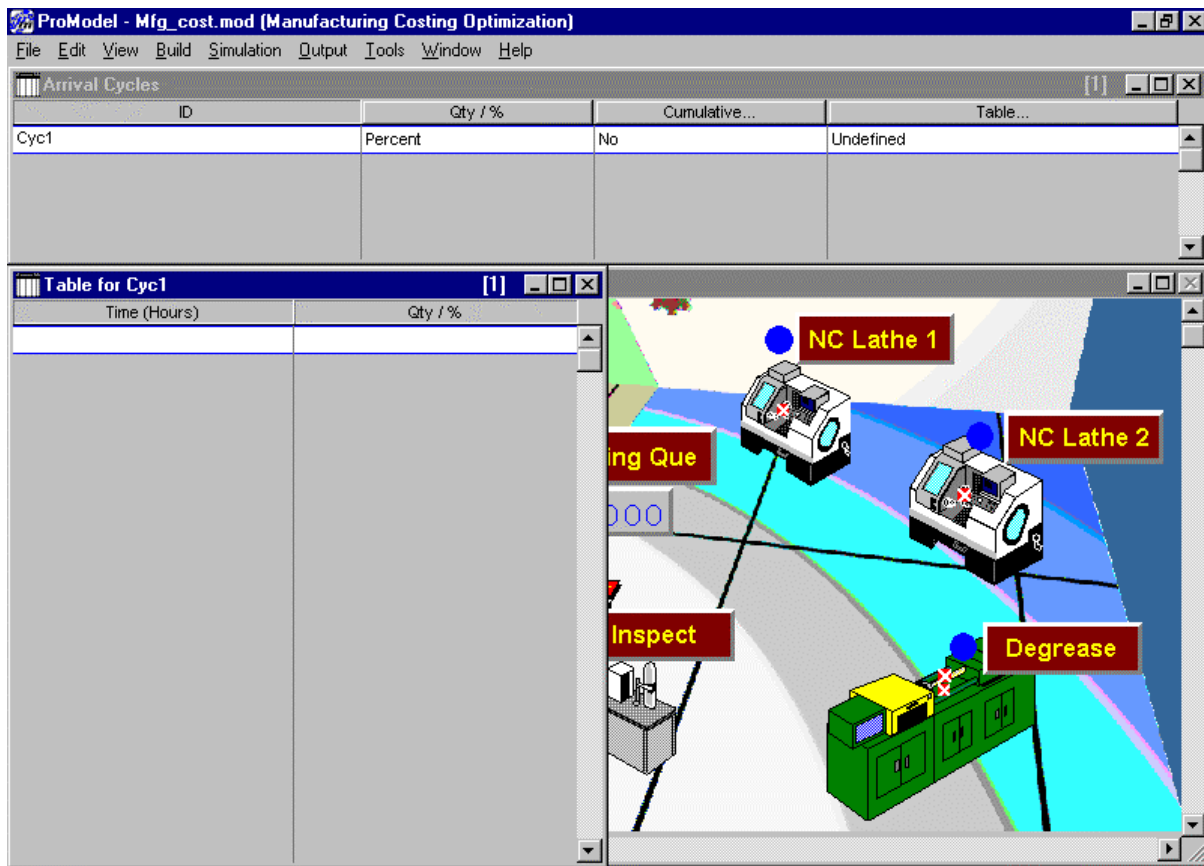 ProModel - Mfg_cost.mod (Manufacturing Costing Optimization)
File Edit View Build Simulation Output Tools Window Help
Arrival Cycles [1]
ID Qty / % Cumulative... Table...
Cyc1 Percent No Undefined
Table for Cyc1 [1]
Time (Hours) Qty / %
NC Lathe 1
NC Lathe 2
ing Que
000
Inspect
Degrease